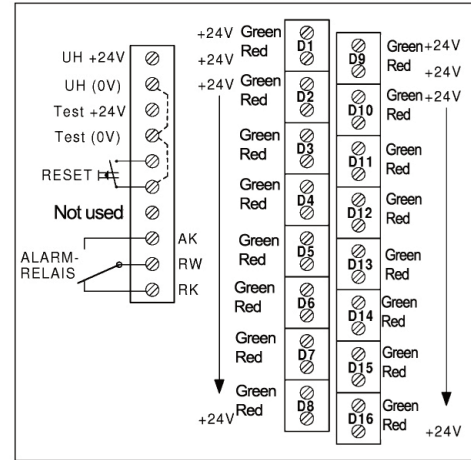 UH +24V
UH (0V)
Test +24V
Test (0V)
RESET
Not used
ALARM-
RELAIS
AK
RW
RK
+24V Green
+24V Red
D1
+24V Green
Red
D2
Green
Red
D3
Green
Red
D4
Green
Red
D5
Green
Red
D6
Green
Red
D7
Green
+24V Red
D8
D9
Green +24V
Red +24V
D10
Green +24V
Red
D11
Green
Red
D12
Green
Red
D13
Green
Red
D14
Green
Red
D15
Green
Red
D16
Green +24V
Red